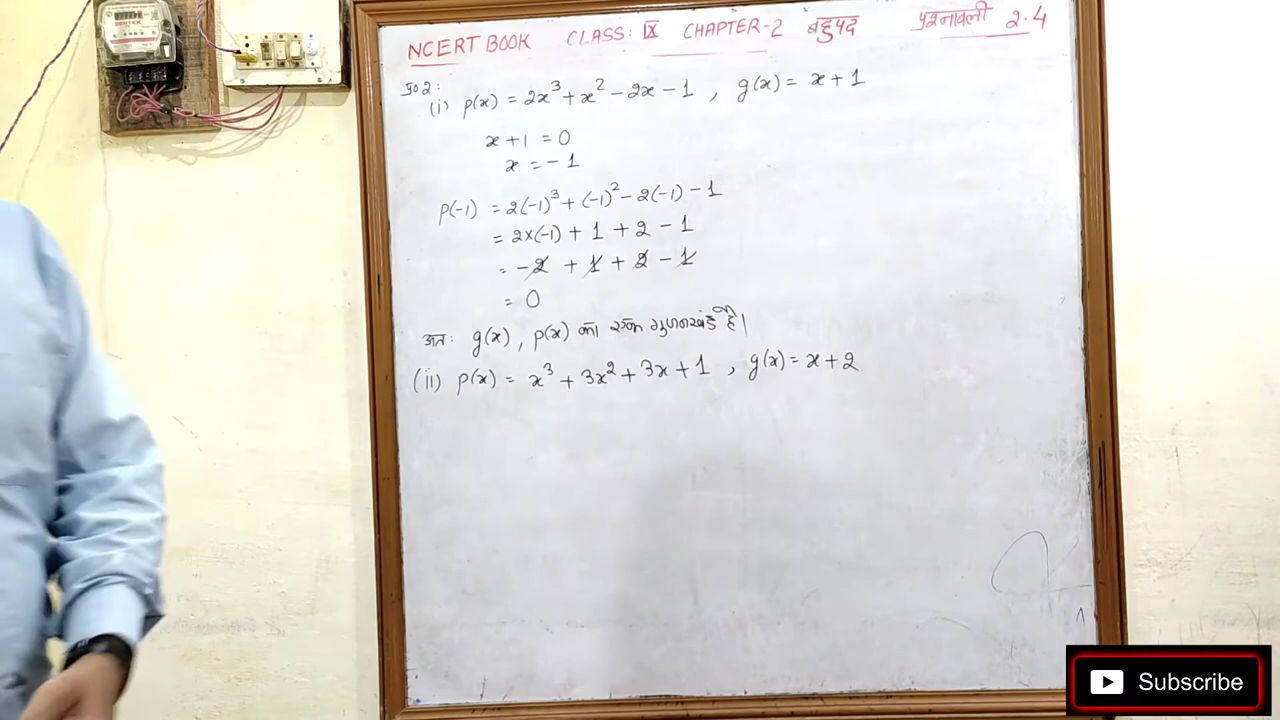 NCERT BOOK CLASS: IX CHAPTER-2 बहुपद प्रश्नावली 2.4
प्र० 2:
(i) p(x) = 2x³ + x² - 2x - 1 , g(x) = x + 1
x + 1 = 0
x = - 1
p(-1) = 2(-1)³ + (-1)² - 2(-1) - 1
= 2×(-1) + 1 + 2 - 1
= - 2 + 1 + 2 - 1
= 0
अतः g(x), p(x) का एक गुणनखंड है।
(ii) p(x) = x³ + 3x² + 3x + 1 , g(x) = x + 2
Subscribe